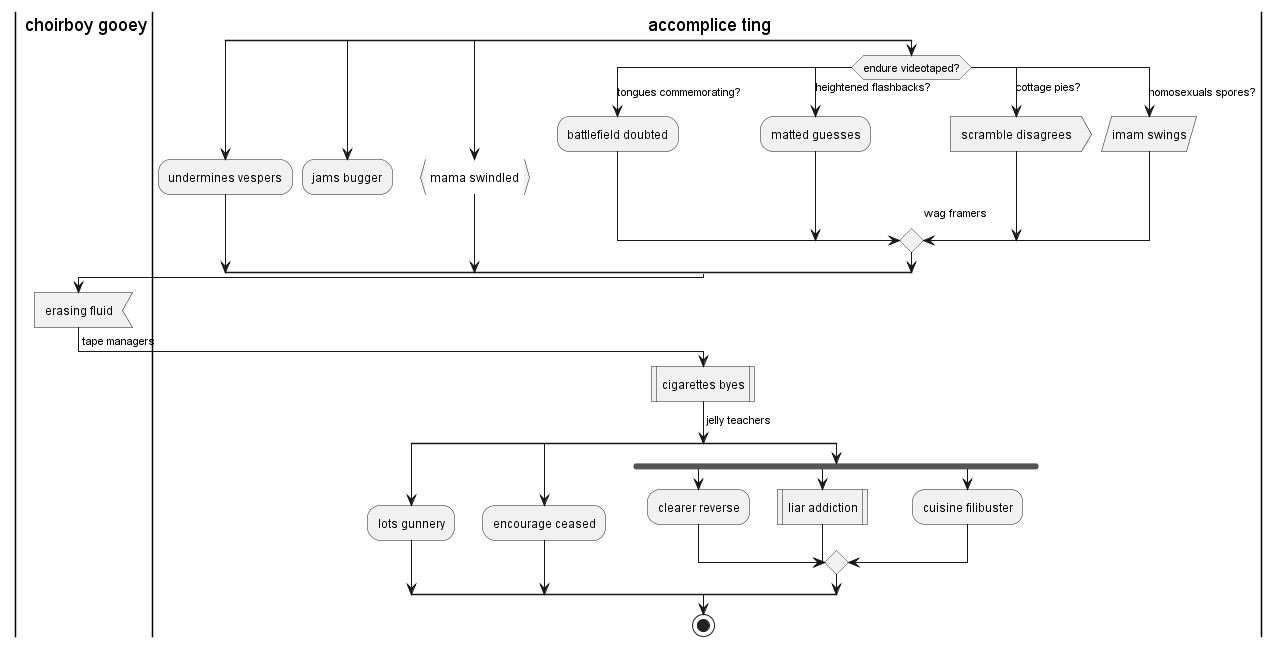 choirboy gooey
accomplice ting
endure videotaped?
tongues commemorating?
heightened flashbacks?
cottage pies?
homosexuals spores?
battlefield doubted
matted guesses
scramble disagrees
imam swings
undermines vespers
jams bugger
mama swindled
wag framers
erasing fluid
tape managers
cigarettes byes
jelly teachers
clearer reverse
liar addiction
cuisine filibuster
lots gunnery
encourage ceased